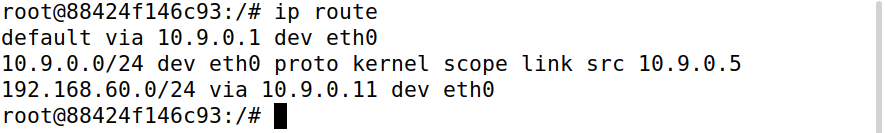 root@88424f146c93:/# ip route
default via 10.9.0.1 dev eth0
10.9.0.0/24 dev eth0 proto kernel scope link src 10.9.0.5
192.168.60.0/24 via 10.9.0.11 dev eth0
root@88424f146c93:/#